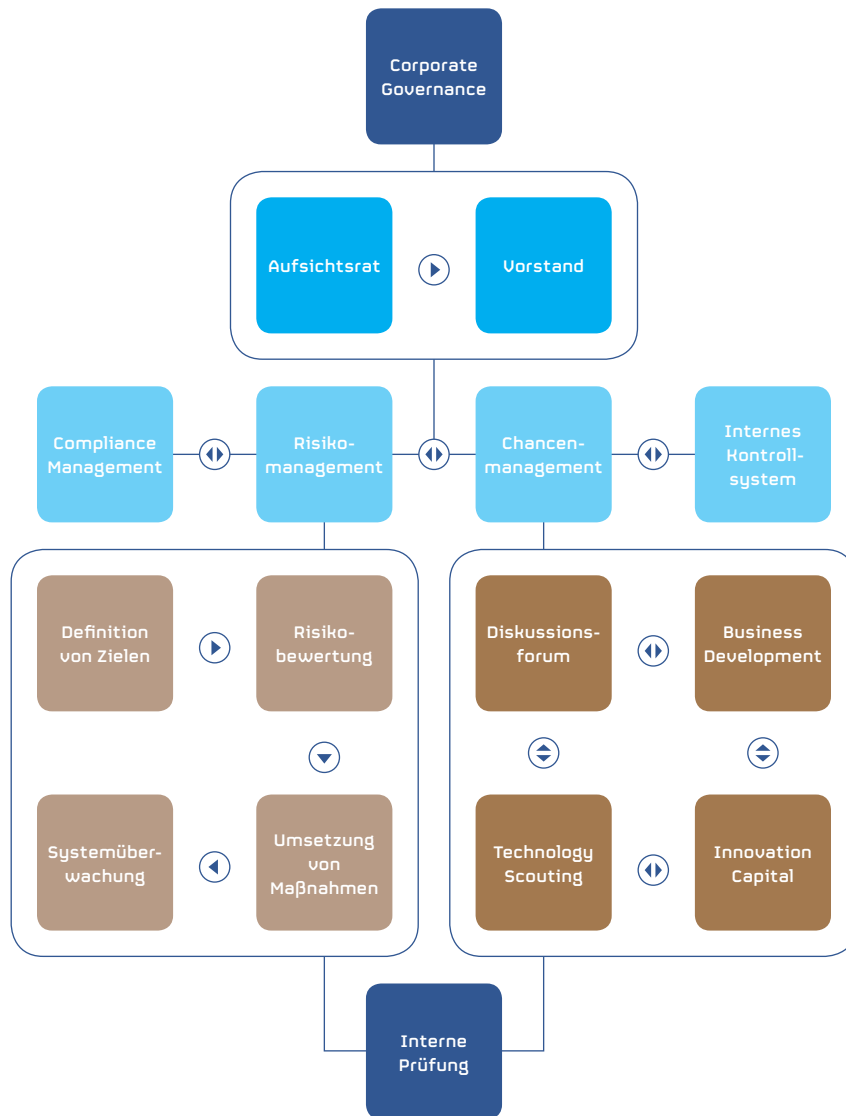 Corporate
Governance
Aufsichtsrat
Vorstand
Compliance
Management
Risiko-
management
Chancen-
management
Internes
Kontroll-
system
Definition
von Zielen
Risiko-
bewertung
Diskussions-
forum
Business
Development
Systemüber-
wachung
Umsetzung
von
Maßnahmen
Technology
Scouting
Innovation
Capital
Interne
Prüfung